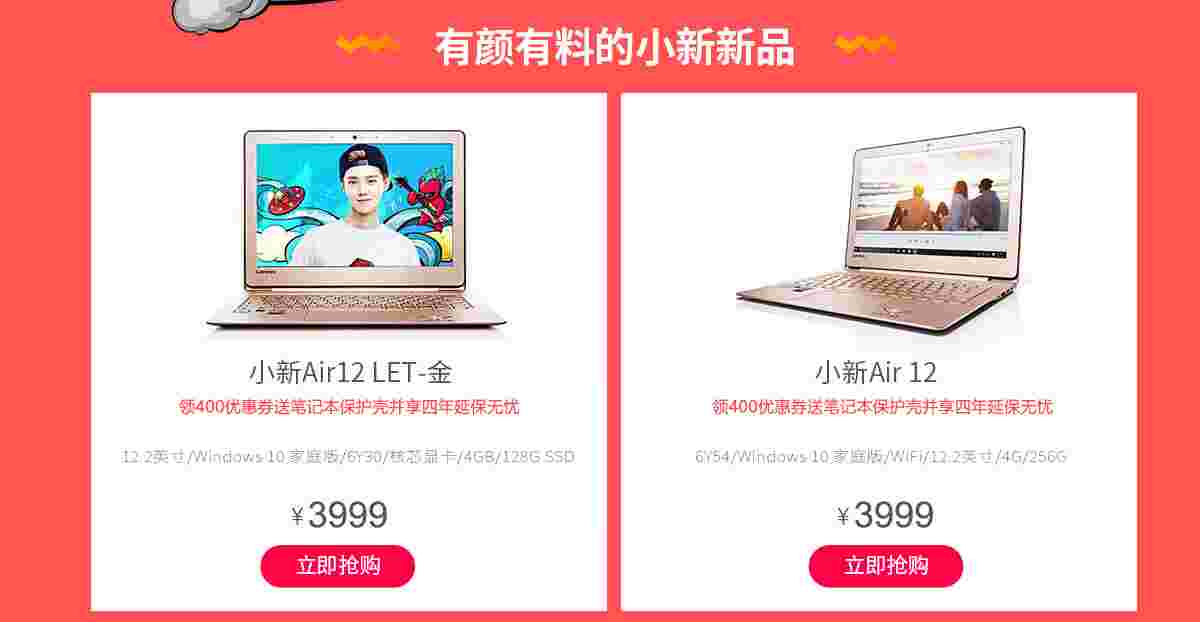 有颜有料的小新新品
小新Air12 LET-金
领400优惠券送笔记本保护壳并享四年延保无忧
12.2英寸/Windows 10 家庭版/6Y30/核芯显卡/4GB/128G SSD
¥3999
立即抢购
小新Air 12
领400优惠券送笔记本保护壳并享四年延保无忧
6Y54/Windows 10 家庭版/WiFi/12.2英寸/4G/256G
¥3999
立即抢购